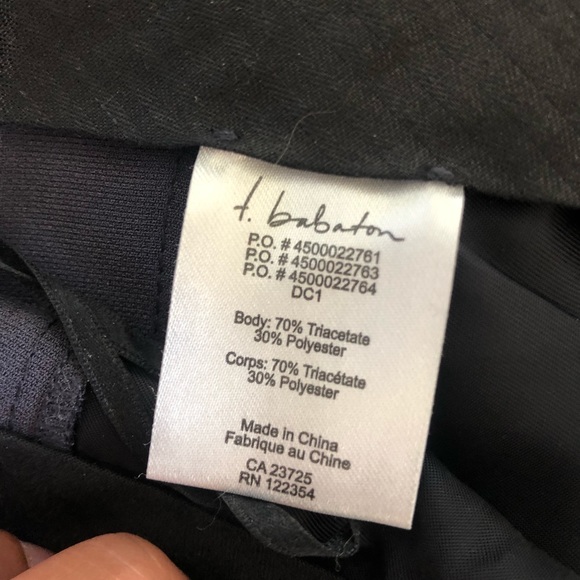 t. babaton
P.O. # 4500022761
P.O. # 4500022763
P.O. # 4500022764
DC1
Body: 70% Triacetate
30% Polyester
Corps: 70% Triacétate
30% Polyester
Made in China
Fabrique au Chine
CA 23725
RN 122354